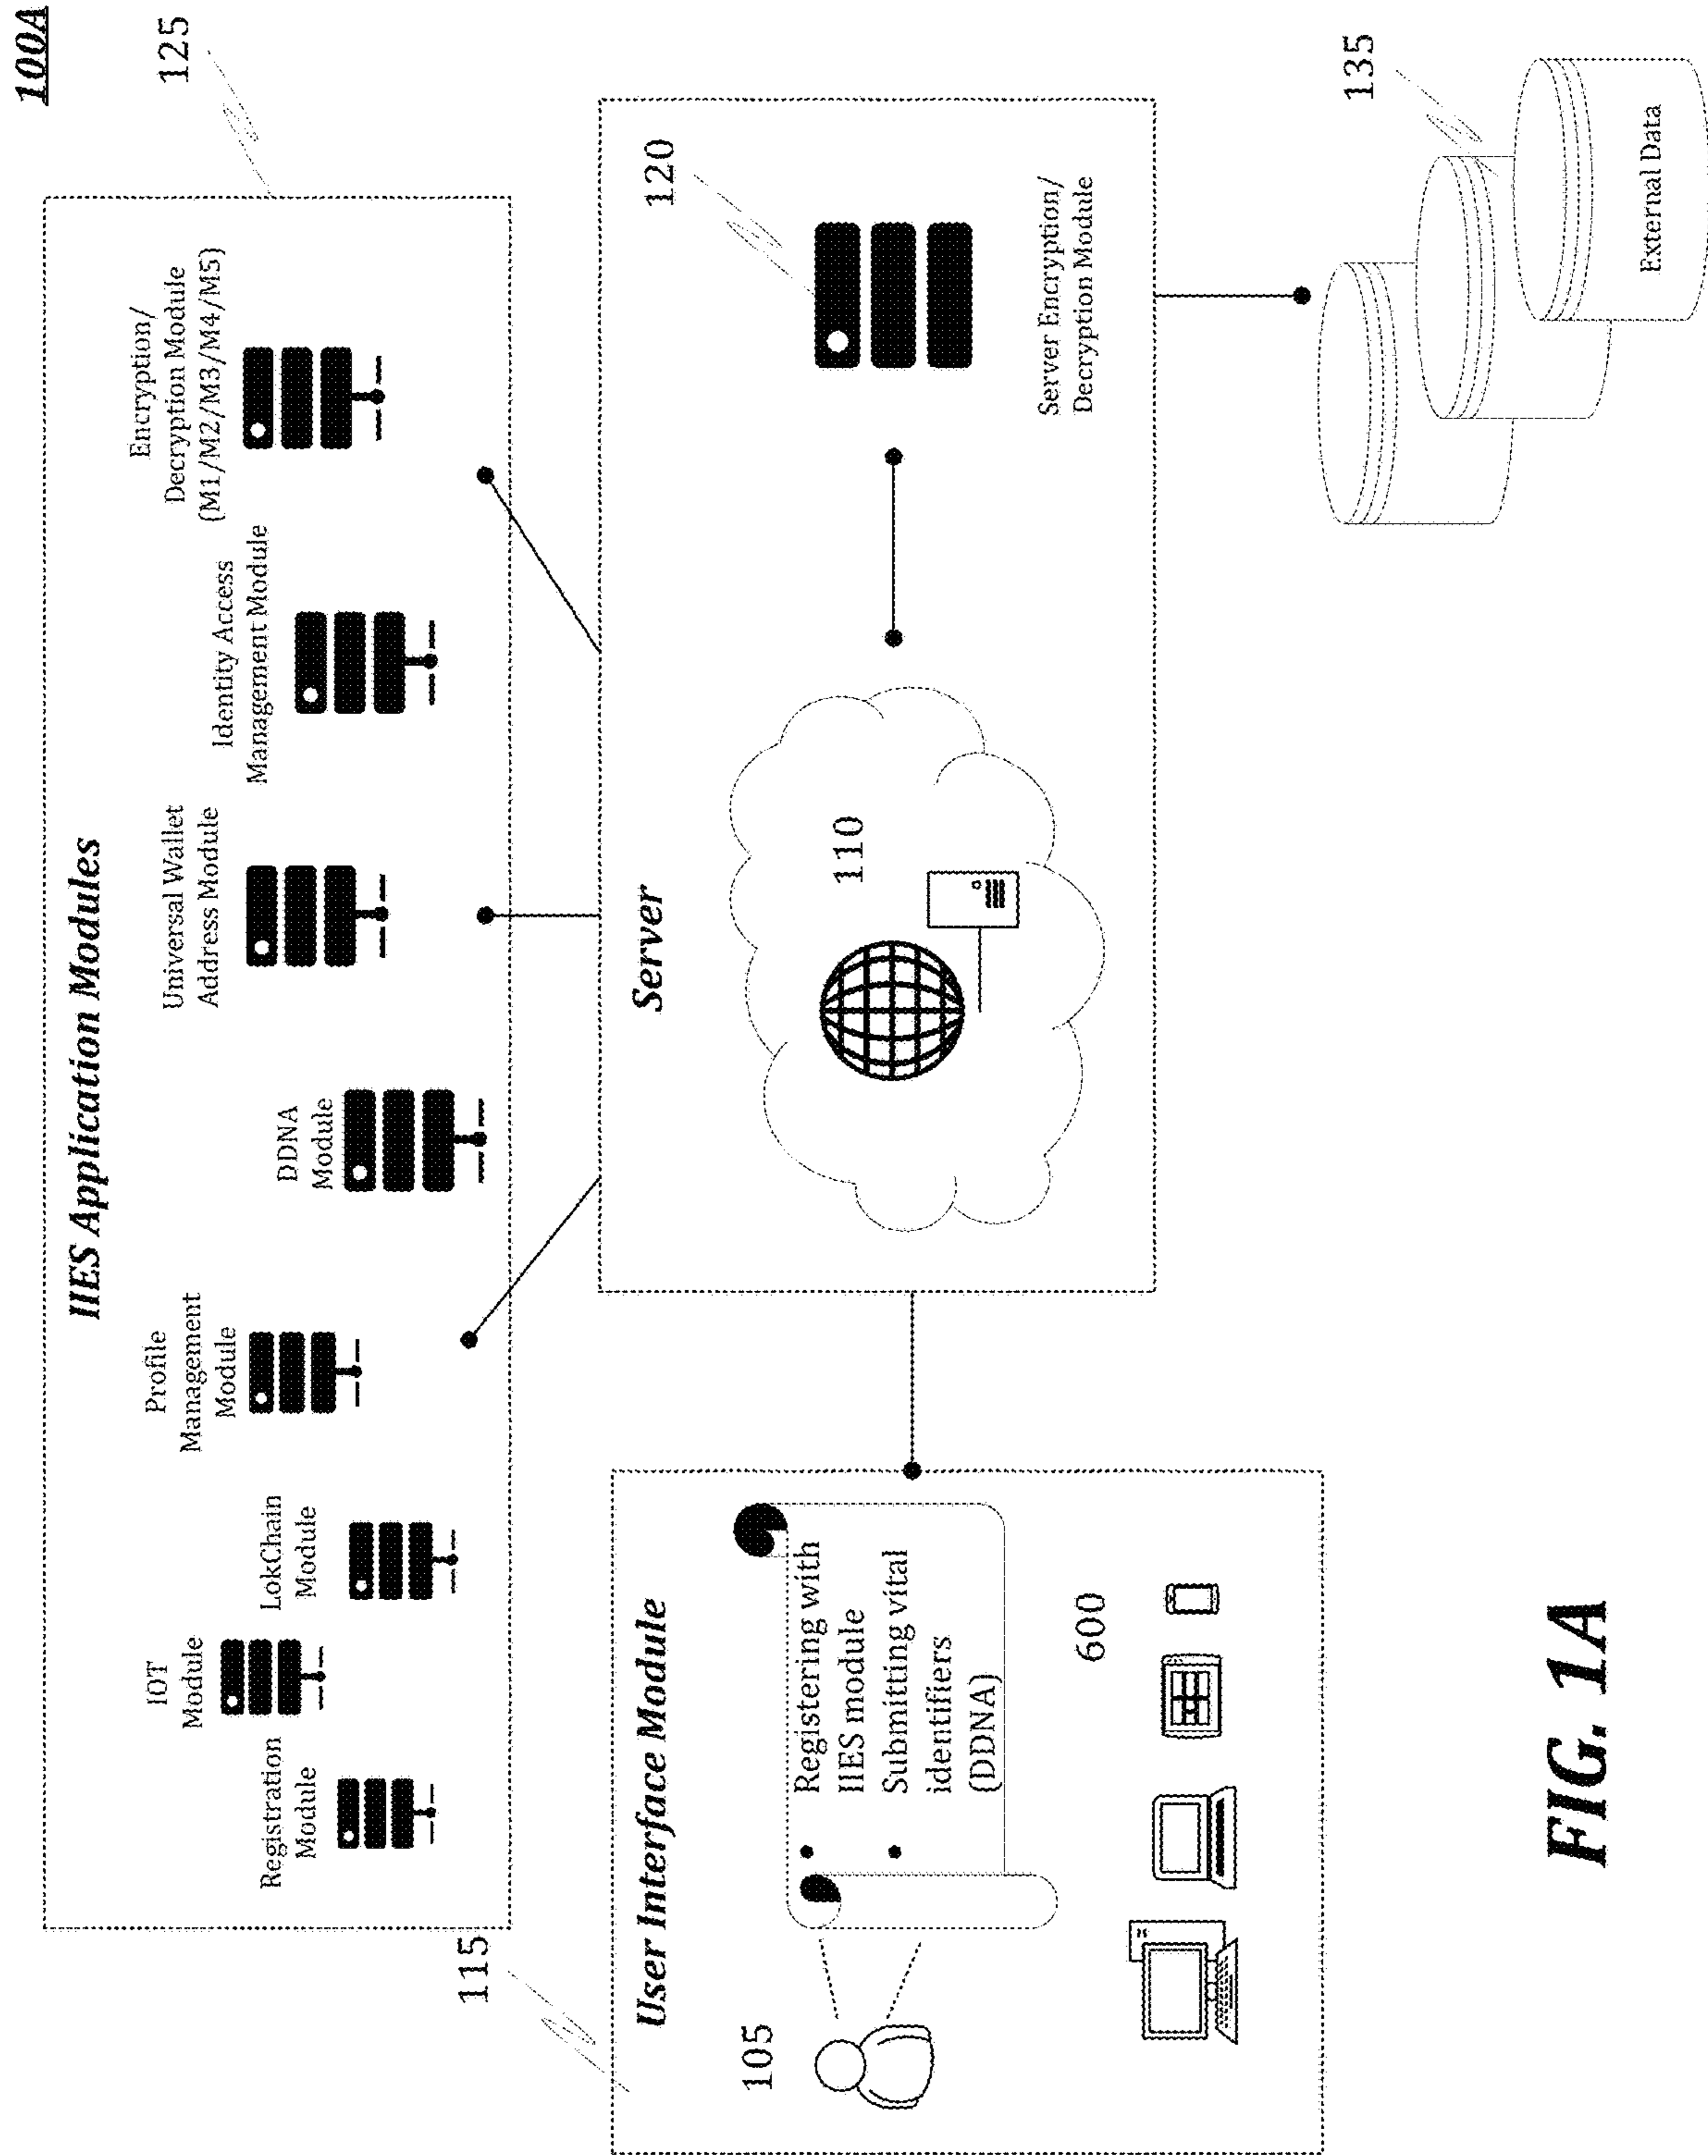 100A
125
IIES Application Modules
Registration
Module
IOT
Module
LokChain
Module
Profile
Management
Module
DDNA
Module
Universal Wallet
Address Module
Identity Access
Management Module
Encryption/
Decryption Module
(M1/M2/M3/M4/M5)
115
User Interface Module
105
• Registering with
IIES module
• Submitting vital
identifiers
(DDNA)
600
Server
110
120
Server Encryption/
Decryption Module
135
External Data
FIG. 1A